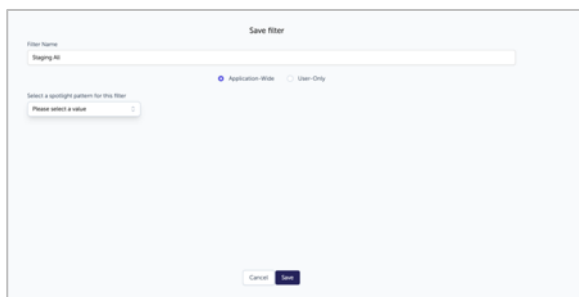 Save filter
Filter Name
Staging All
Application-Wide User-Only
Select a spotlight pattern for this filter
Please select a value
Cancel Save